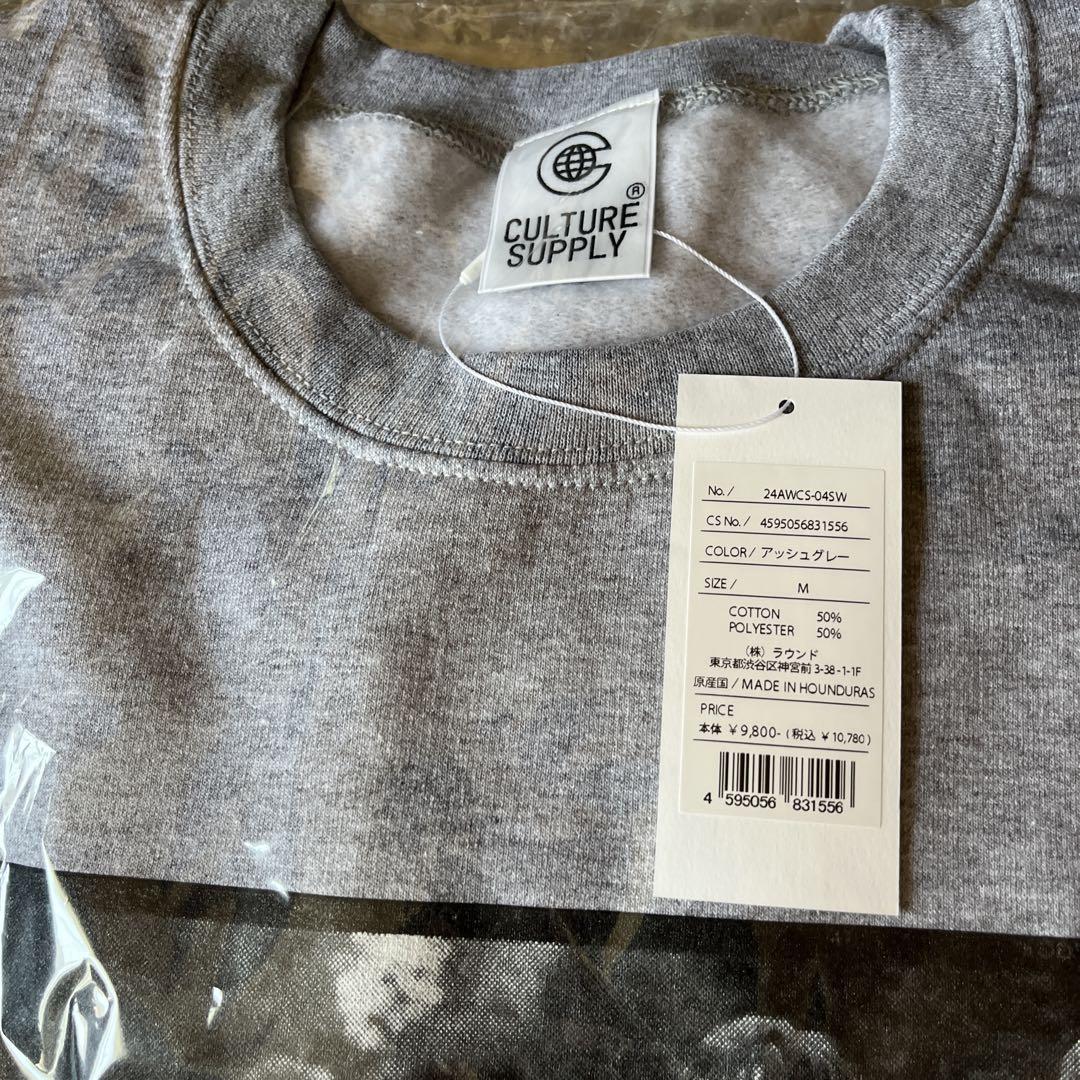 CULTURE®
SUPPLY
No./ 24AWCS-04SW
CS No./ 4595056831556
COLOR/ アッシュグレー
SIZE/ M
COTTON 50%
POLYESTER 50%
(株) ラウンド
東京都渋谷区神宮前 3-38-1-1F
原産国 / MADE IN HOUNDURAS
PRICE
本体 ¥9,800- (税込 ¥10,780)
4 595056 831556